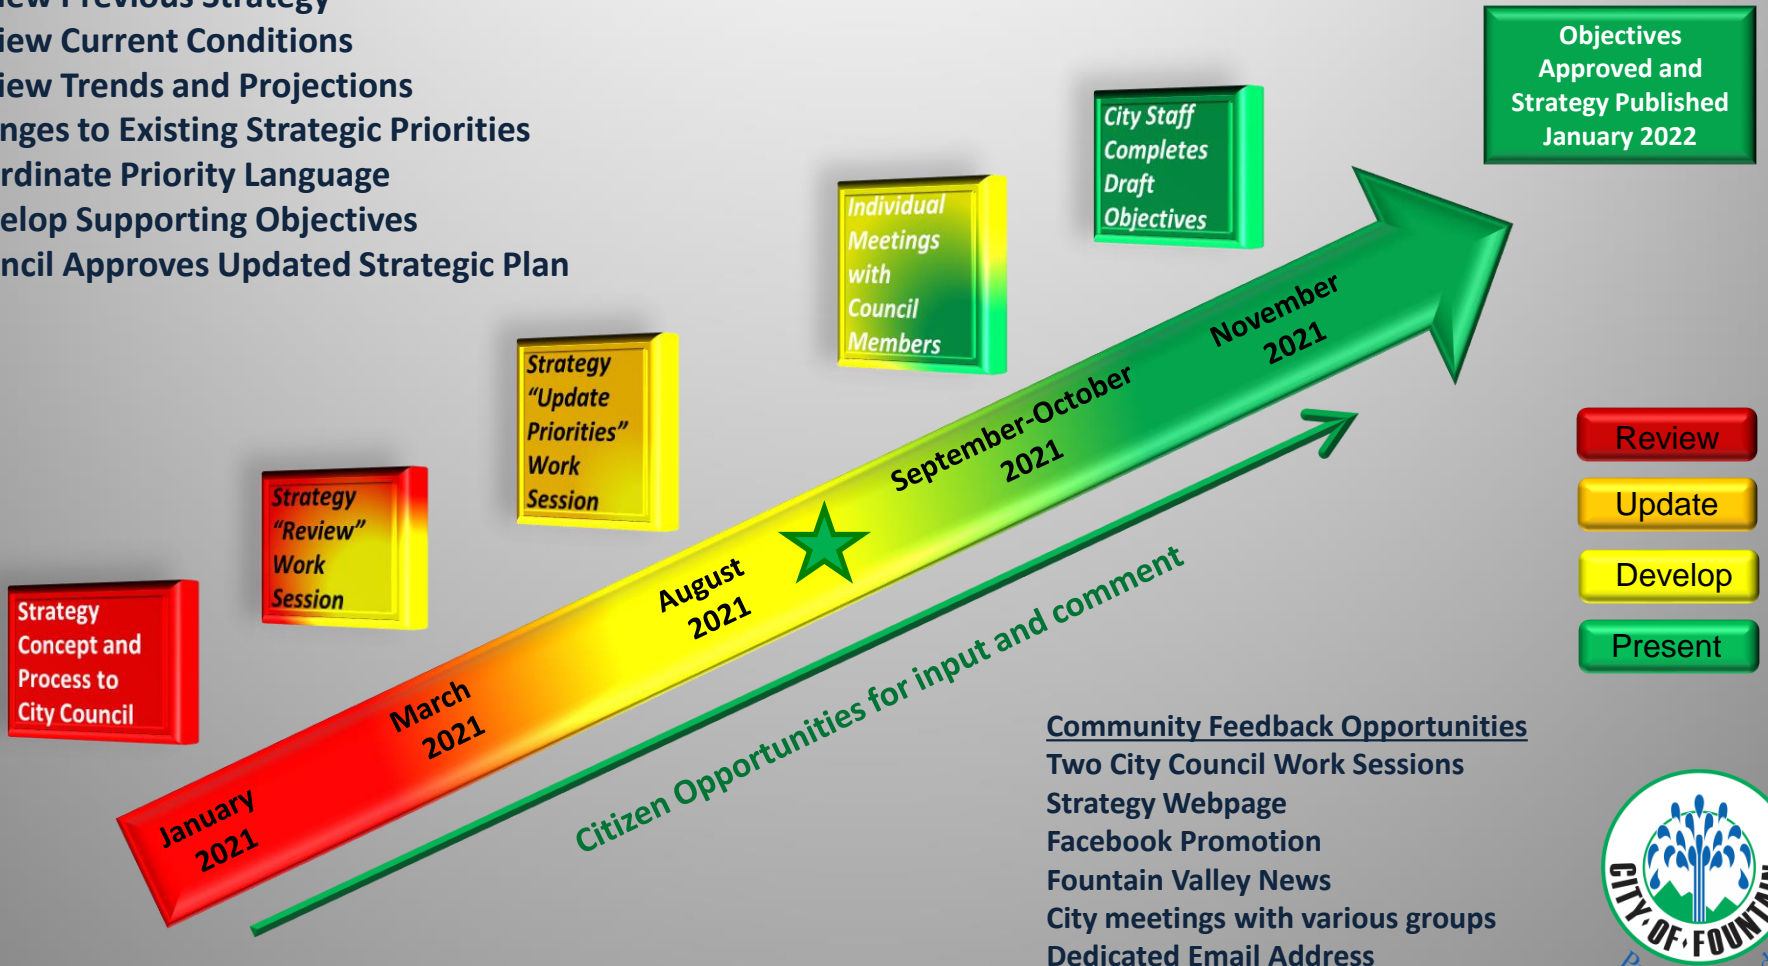 iew Previous Strategy
iew Current Conditions
iew Trends and Projections
nges to Existing Strategic Priorities
rdinate Priority Language
elop Supporting Objectives
ncil Approves Updated Strategic Plan
Objectives
Approved and
Strategy Published
January 2022
City Staff
Completes
Draft
Objectives
Individual
Meetings
with
Council
Members
Strategy
“Update
Priorities”
Work
Session
Strategy
“Review”
Work
Session
Strategy
Concept and
Process to
City Council
January
2021
March
2021
August
2021
September-October
2021
November
2021
Citizen Opportunities for input and comment
Review
Update
Develop
Present
Community Feedback Opportunities
Two City Council Work Sessions
Strategy Webpage
Facebook Promotion
Fountain Valley News
City meetings with various groups
Dedicated Email Address
CITY·OF·FOUNTAIN